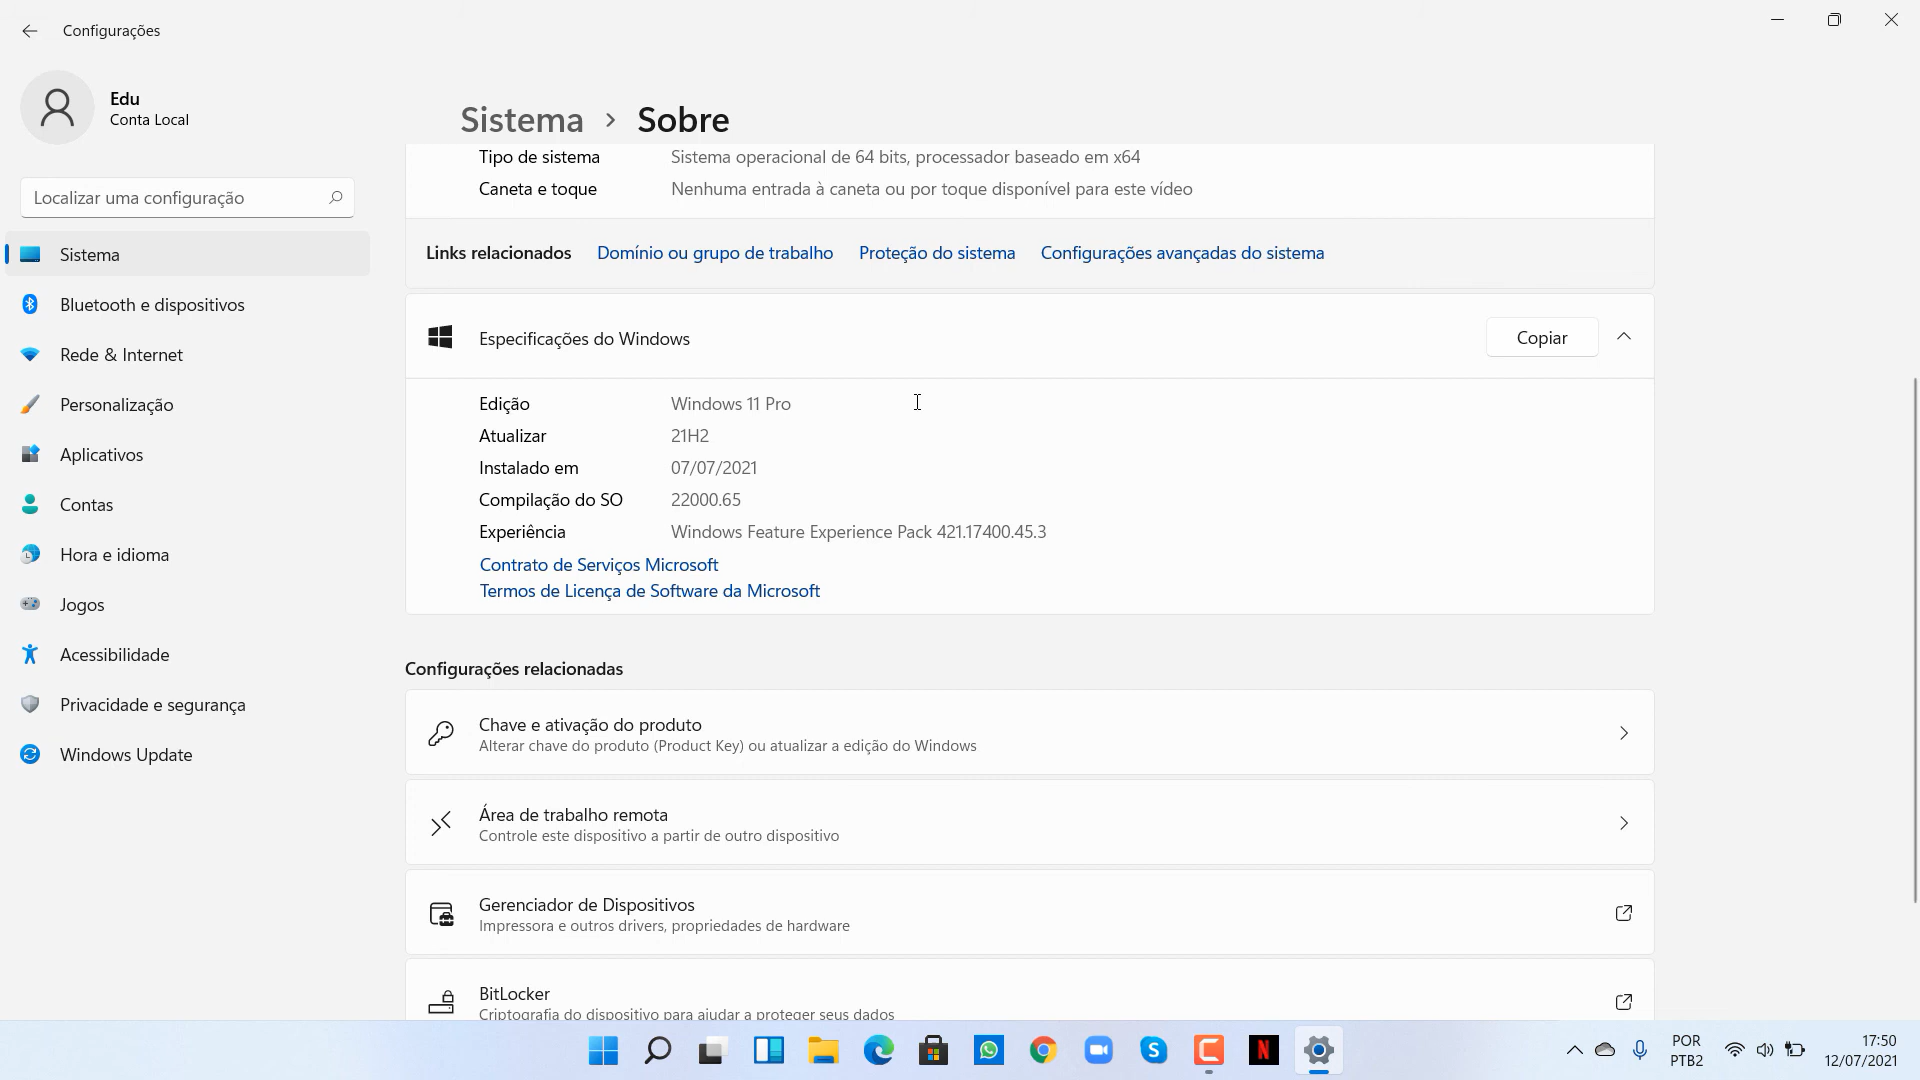 Configurações
Edu
Conta Local
Localizar uma configuração
Sistema
Bluetooth e dispositivos
Rede & Internet
Personalização
Aplicativos
Contas
Hora e idioma
Jogos
Acessibilidade
Privacidade e segurança
Windows Update
Sistema › Sobre
Tipo de sistema Sistema operacional de 64 bits, processador baseado em x64
Caneta e toque Nenhuma entrada à caneta ou por toque disponível para este vídeo
Links relacionados Domínio ou grupo de trabalho Proteção do sistema Configurações avançadas do sistema
Especificações do Windows Copiar
Edição Windows 11 Pro
Atualizar 21H2
Instalado em 07/07/2021
Compilação do SO 22000.65
Experiência Windows Feature Experience Pack 421.17400.45.3
Contrato de Serviços Microsoft
Termos de Licença de Software da Microsoft
Configurações relacionadas
Chave e ativação do produto
Alterar chave do produto (Product Key) ou atualizar a edição do Windows
Área de trabalho remota
Controle este dispositivo a partir de outro dispositivo
Gerenciador de Dispositivos
Impressora e outros drivers, propriedades de hardware
BitLocker
Criptografia do dispositivo para ajudar a proteger seus dados
POR 17:50
PTB2 12/07/2021